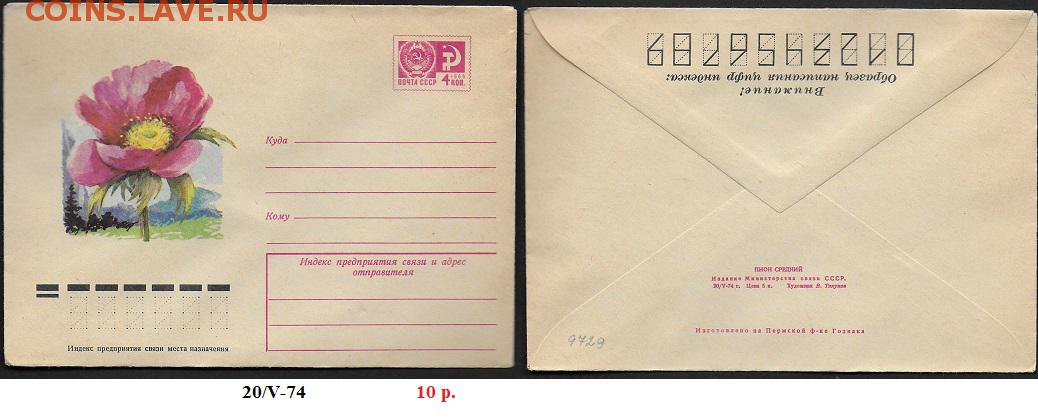 COINS.LAVE.RU
ПОЧТА СССР
1966
4 КОП.
Куда
Кому
Индекс предприятия связи и адрес
отправителя
Индекс предприятия связи места назначения
Внимание!
Образец написания цифр индекса:
0123456789
ПИОН СРЕДНИЙ
Издание Министерства связи СССР.
20/V-74 г. Цена 5 к. Художник
Изготовлено на Пермской ф-ке Гознака
9729
20/V-74
10 р.